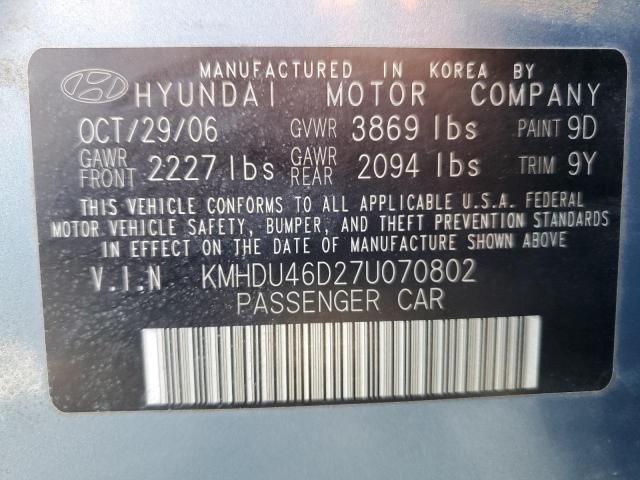 MANUFACTURED IN KOREA BY
HYUNDAI MOTOR COMPANY
OCT/29/06 GVWR 3869 lbs PAINT 9D
GAWR FRONT 2227 lbs GAWR REAR 2094 lbs TRIM 9Y
THIS VEHICLE CONFORMS TO ALL APPLICABLE U.S.A. FEDERAL
MOTOR VEHICLE SAFETY, BUMPER, AND THEFT PREVENTION STANDARDS
IN EFFECT ON THE DATE OF MANUFACTURE SHOWN ABOVE
V.I.N KMHDU46D27U070802
PASSENGER CAR